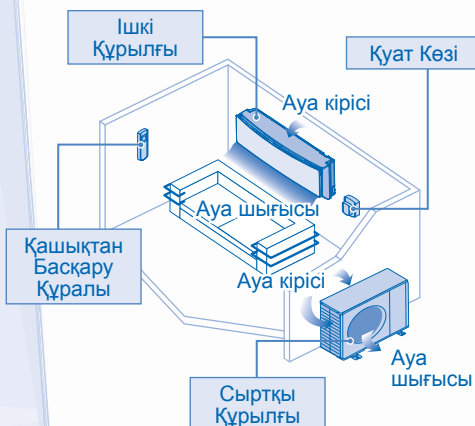 Ішкі
Құрылғы
Қуат Көзі
Ауа кірісі
Ауа шығысы
Қашықтан
Басқару
Құралы
Ауа кірісі
Ауа
шығысы
Сыртқы
Құрылғы